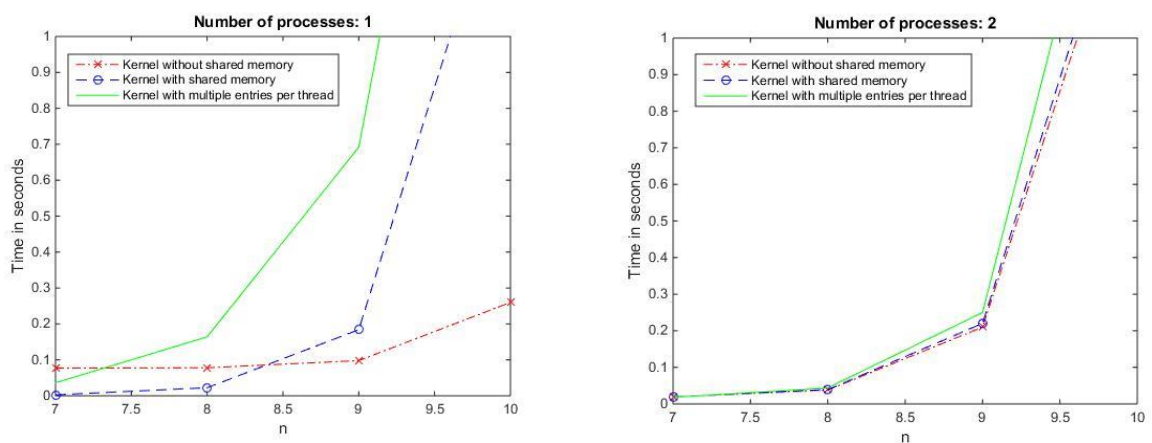 Number of processes: 1
1
0.9
0.8
0.7
0.6
0.5
0.4
0.3
0.2
0.1
0
Time in seconds
Kernel without shared memory
Kernel with shared memory
Kernel with multiple entries per thread
7 7.5 8 8.5 9 9.5 10
n
Number of processes: 2
1
0.9
0.8
0.7
0.6
0.5
0.4
0.3
0.2
0.1
0
Time in seconds
Kernel without shared memory
Kernel with shared memory
Kernel with multiple entries per thread
7 7.5 8 8.5 9 9.5 10
n